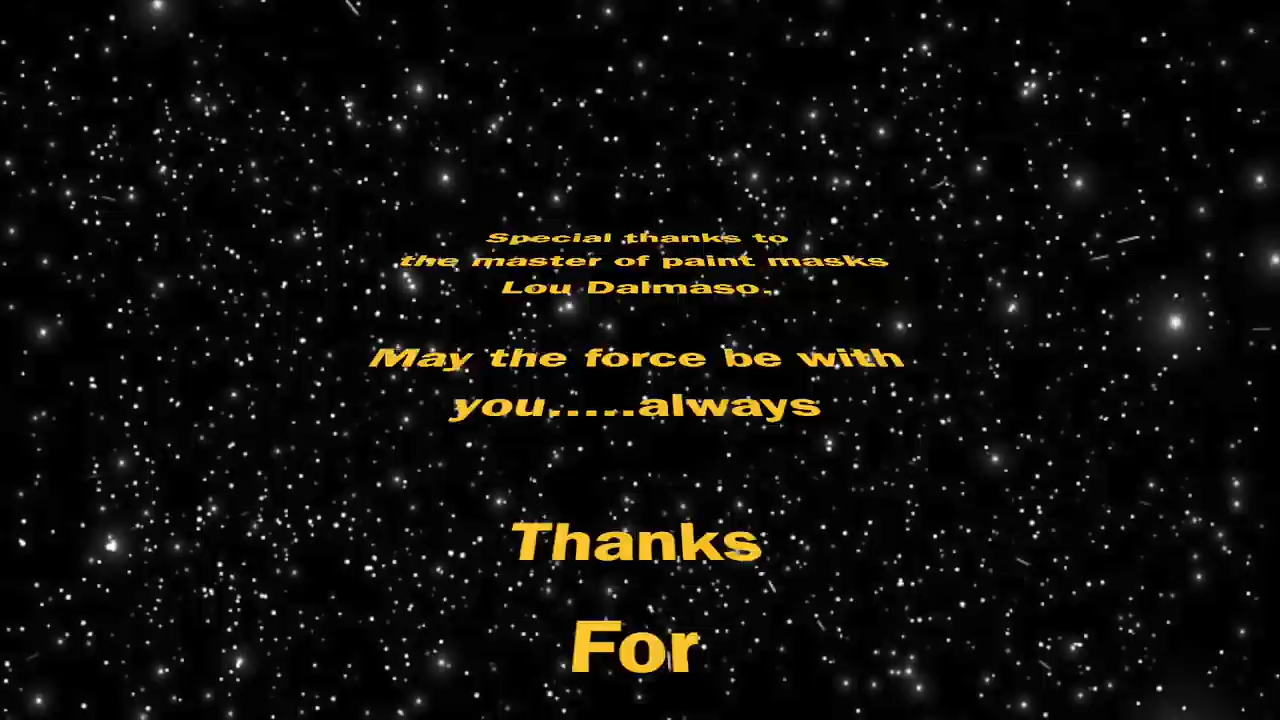 Special thanks to
the master of paint masks
Lou Dalmaso.
May the force be with
you.....always
Thanks
For